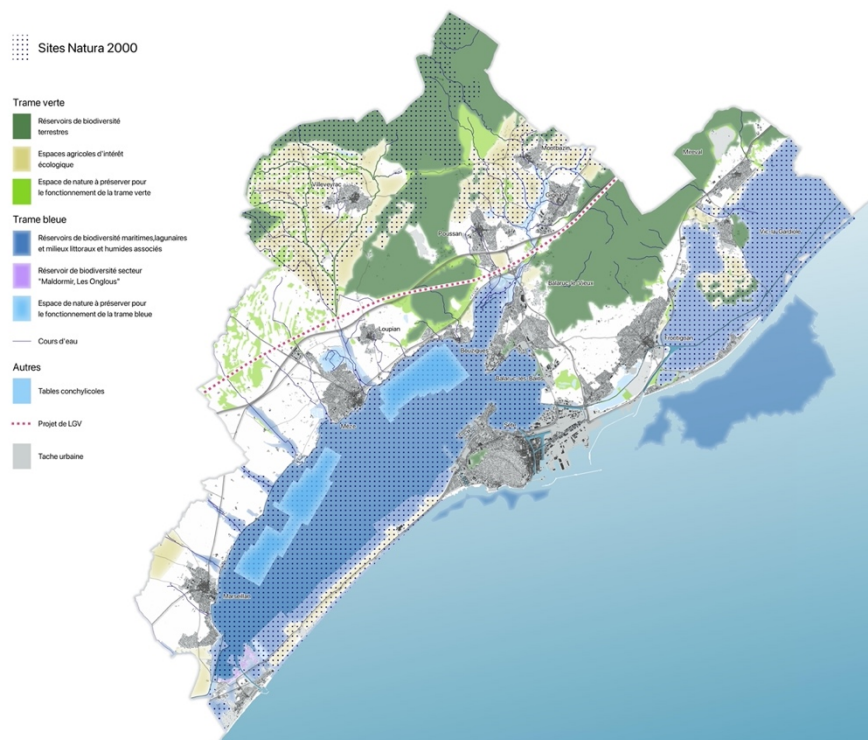 Sites Natura 2000
Trame verte
Réservoirs de biodiversité
terrestres
Espaces agricoles d'intérêt
écologique
Espace de nature à préserver pour
le fonctionnement de la trame verte
Trame bleue
Réservoirs de biodiversité maritimes,lagunaires
et milieu littoraux et humides associés
Réservoir de biodiversité secteur
"Maldormir, Les Onglous"
Espace de nature à préserver pour
le fonctionnement de la trame bleue
Cours d'eau
Autres
Tables conchylicoles
Projet de LGV
Tache urbaine
Montbazin
Mireval
Villeveyrac
Poussan
Balaruc-le-Vieux
Loupian
Frontignan
Sète
Mèze
Marseillan